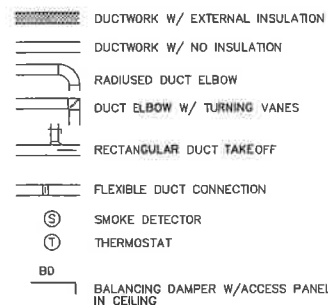 DUCTWORK W/ EXTERNAL INSULATION
DUCTWORK W/ NO INSULATION
RADIUSED DUCT ELBOW
DUCT ELBOW W/ TURNING VANES
RECTANGULAR DUCT TAKEOFF
FLEXIBLE DUCT CONNECTION
S SMOKE DETECTOR
T THERMOSTAT
BD
BALANCING DAMPER W/ACCESS PANEL
IN CEILING